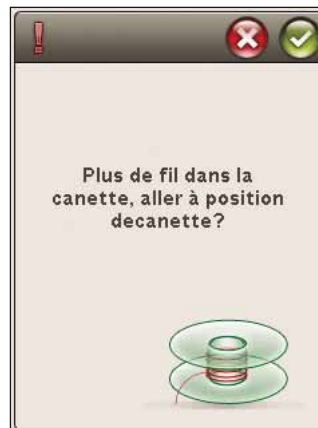 Plus de fil dans la
canette, aller à position
decanette?